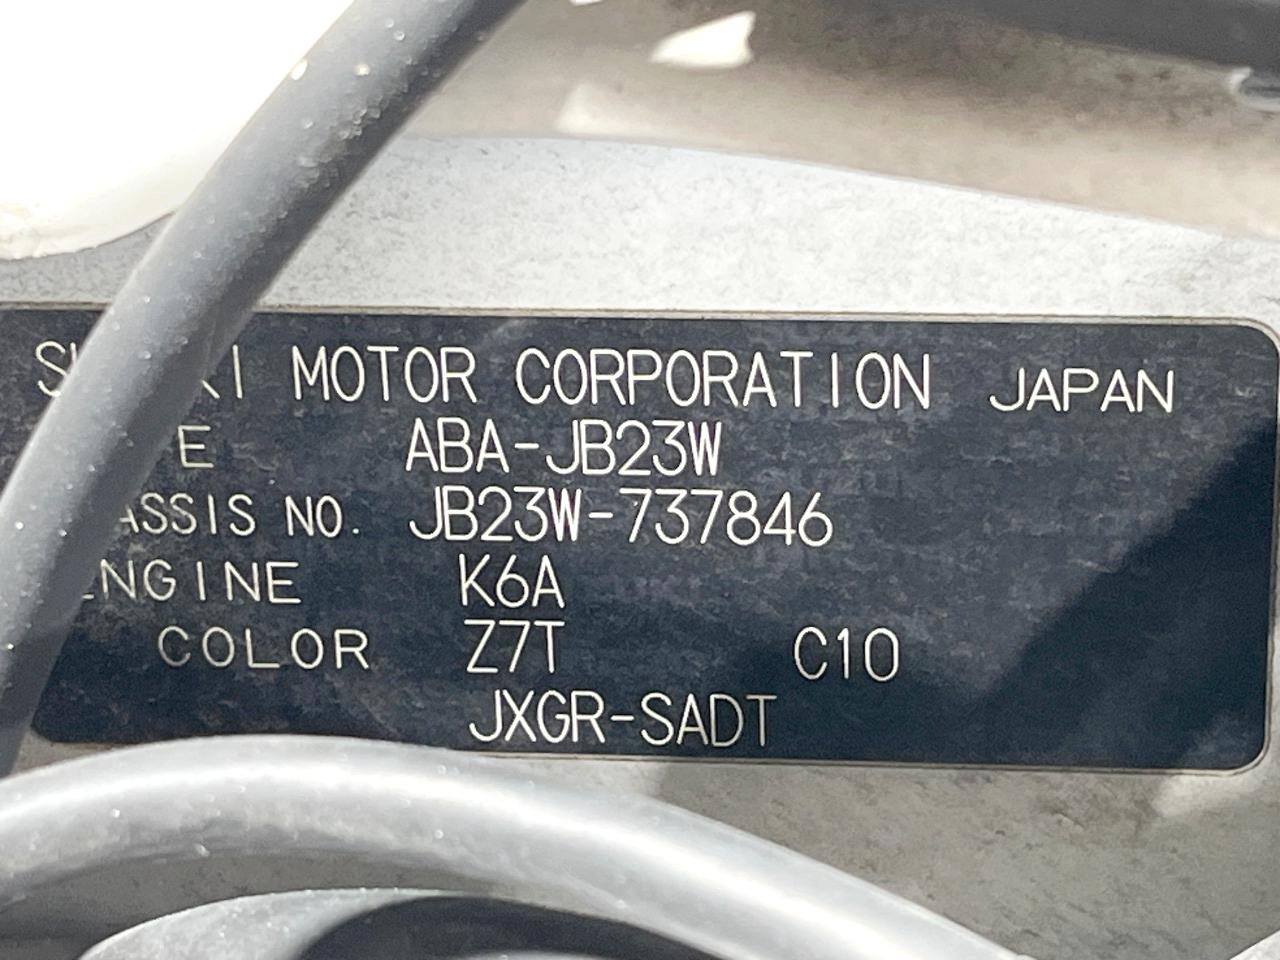 MOTOR CORPORATION JAPAN
ABA-JB23W
NO. JB23W-737846
K6A
COLOR Z7T C10
JXGR-SADT